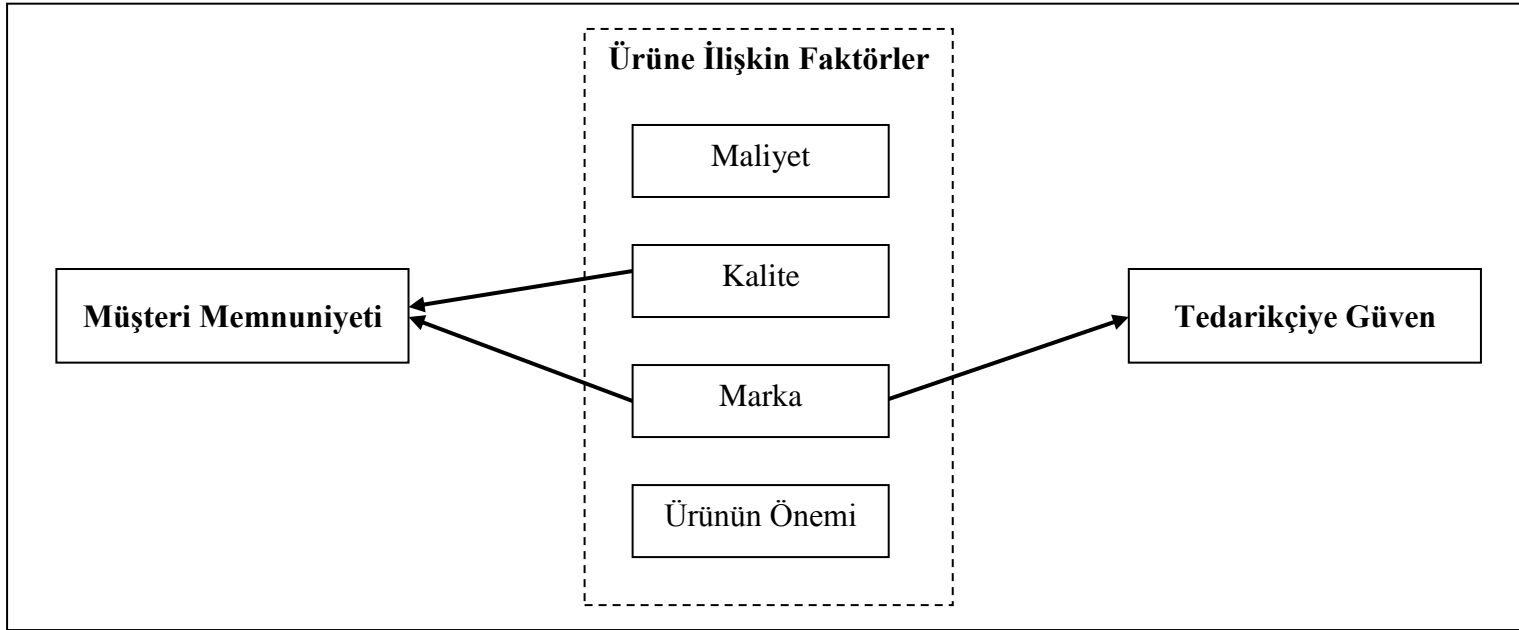 Ürüne İlişkin Faktörler
Maliyet
Kalite
Müşteri Memnuniyeti
Tedarikçiye Güven
Marka
Ürünün Önemi